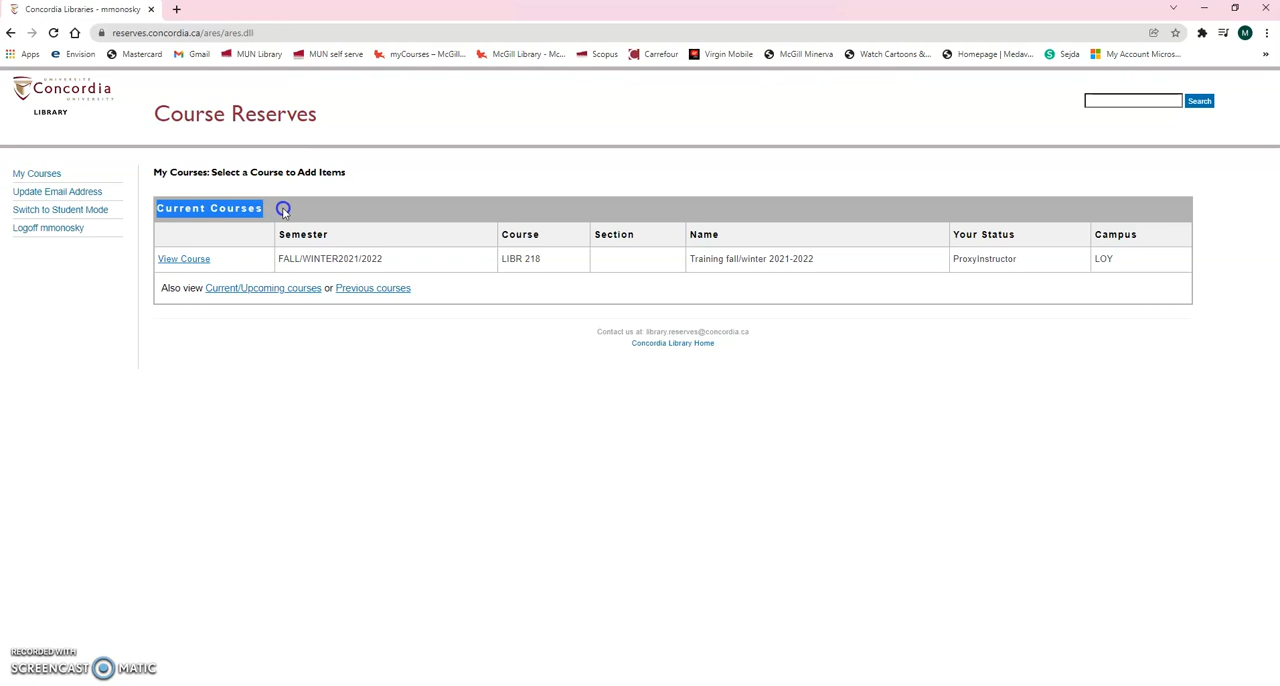 Concordia Libraries - mmonosky
reserves.concordia.ca/ares/ares.dll
M
Apps Envision Mastercard Gmail MUN Library MUN self serve myCourses – McGill... McGill Library - Mc... Scopus Carrefour Virgin Mobile McGill Minerva Watch Cartoons &... Homepage | Medav... Sejda My Account Micros...
UNIVERSITÉ
Concordia
UNIVERSITY
LIBRARY
Course Reserves
Search
My Courses
Update Email Address
Switch to Student Mode
Logoff mmonosky
My Courses: Select a Course to Add Items
Current Courses
Semester Course Section Name Your Status Campus
View Course FALL/WINTER2021/2022 LIBR 218 Training fall/winter 2021-2022 ProxyInstructor LOY
Also view Current/Upcoming courses or Previous courses
Contact us at: library.reserves@concordia.ca
Concordia Library Home
RECORDED WITH
SCREENCAST MATIC